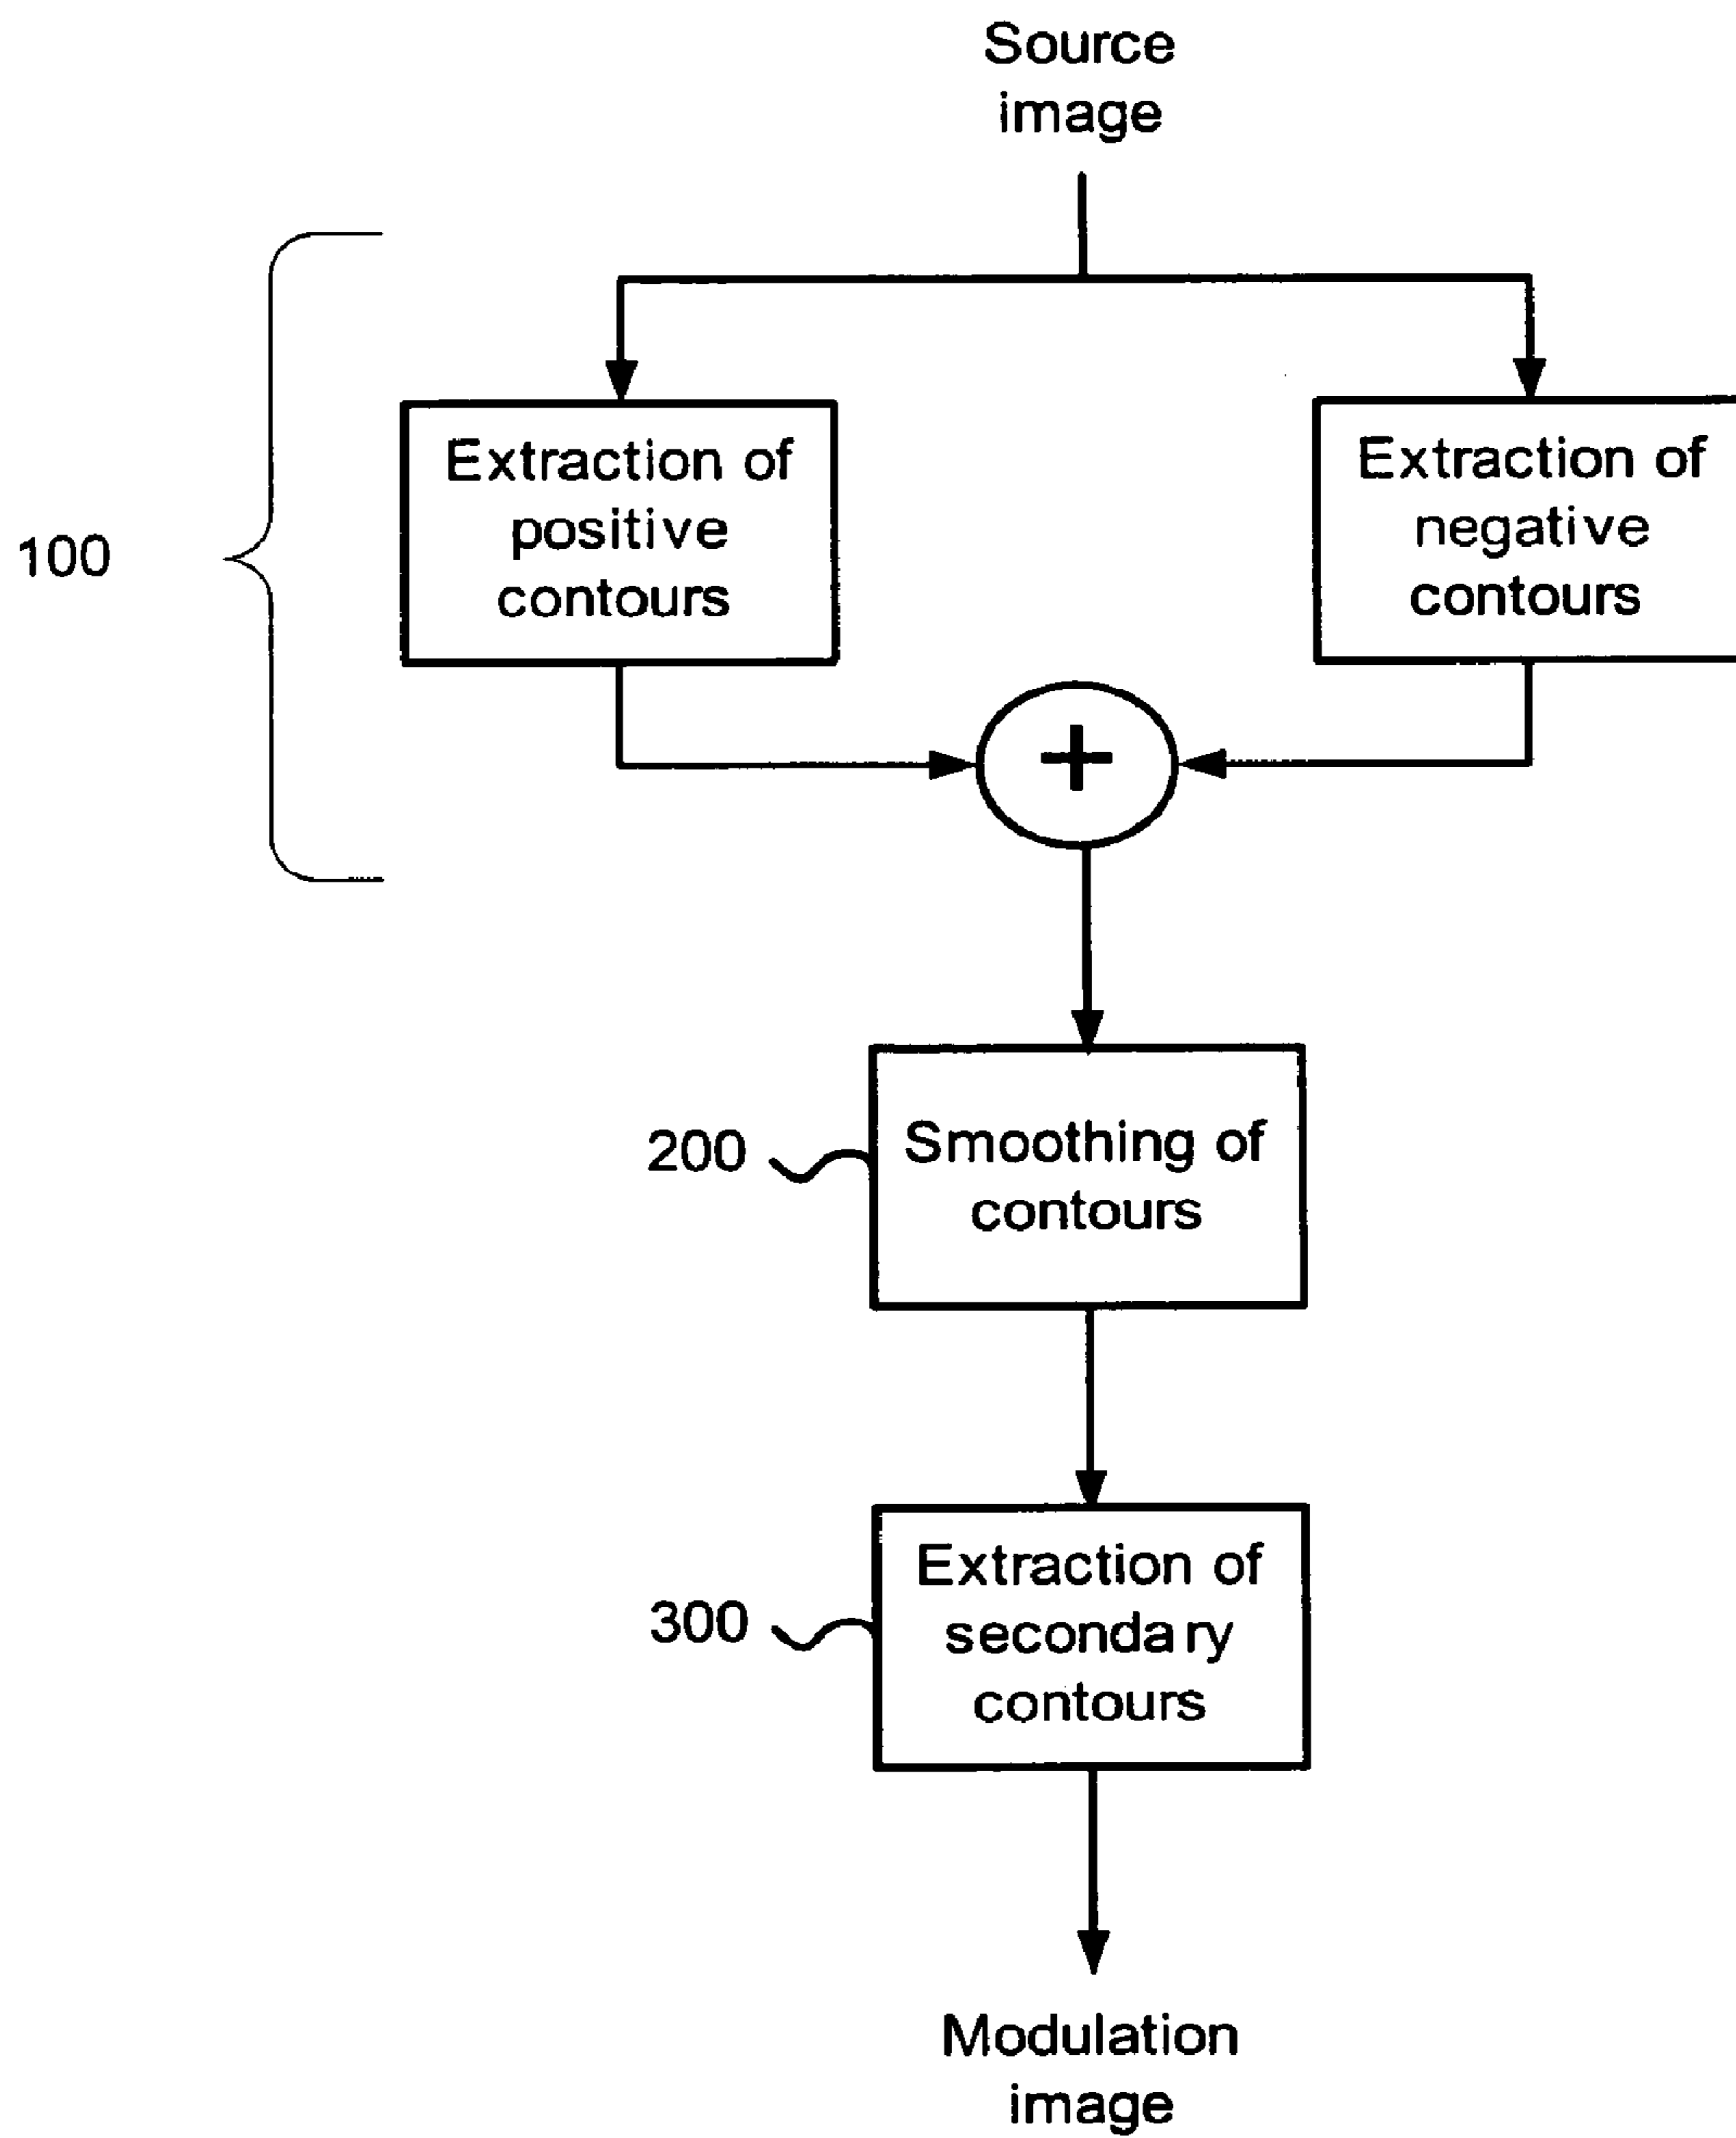 Source
image
100
Extraction of
positive
contours
Extraction of
negative
contours
+
200
Smoothing of
contours
300
Extraction of
secondary
contours
Modulation
image